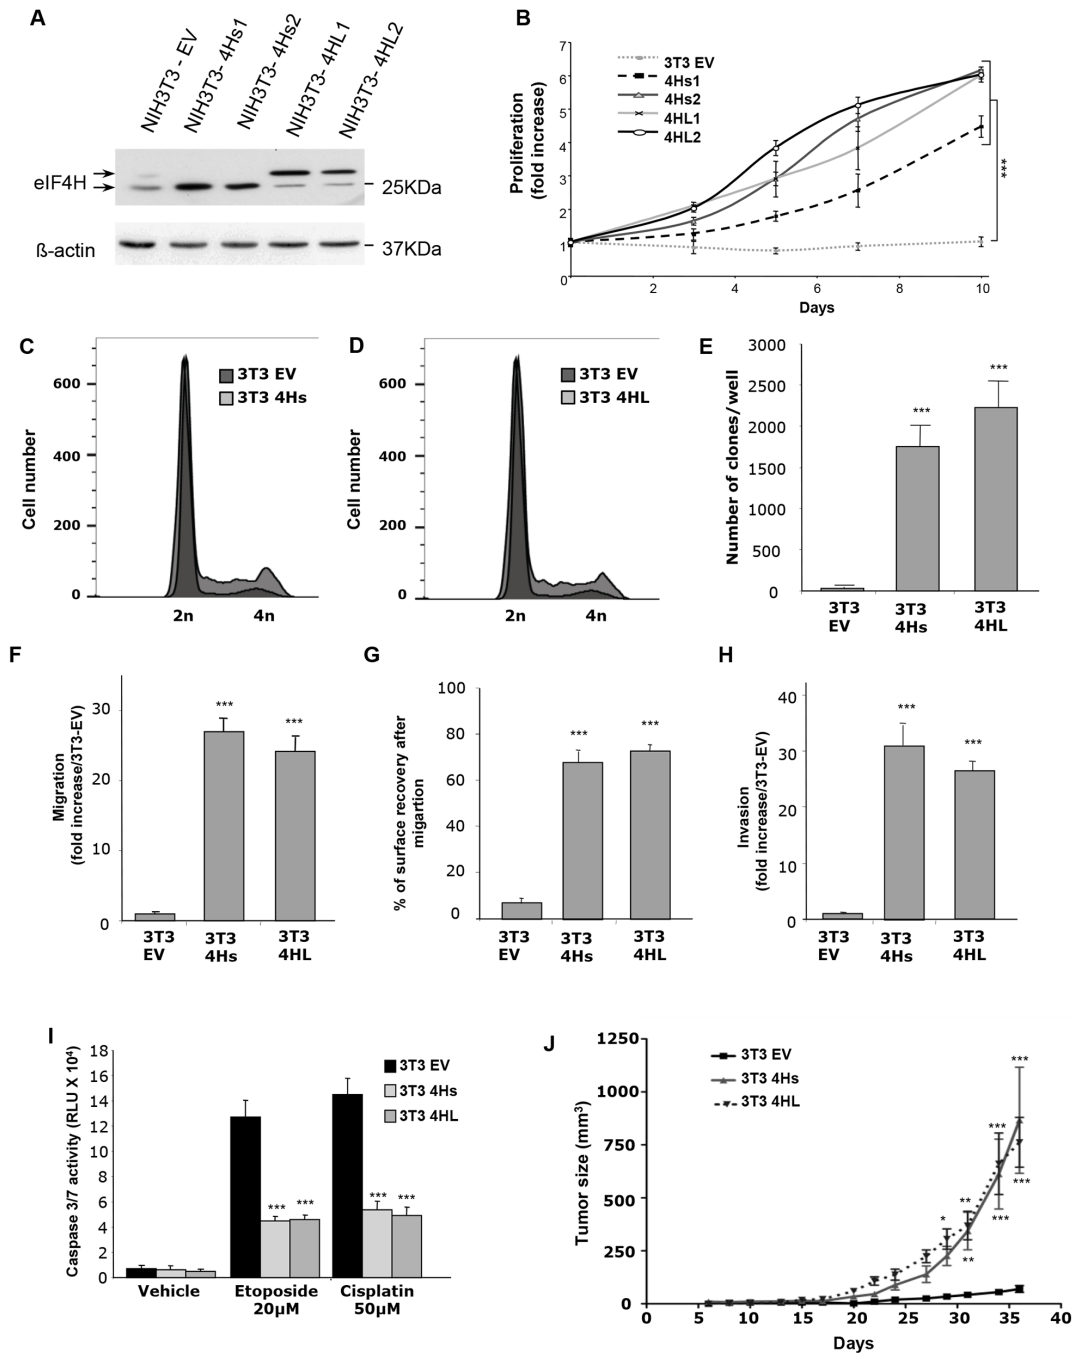 A
NIH3T3 - EV
NIH3T3- 4Hs1
NIH3T3- 4Hs2
NIH3T3- 4HL1
NIH3T3- 4HL2
eIF4H
25KDa
ß-actin
37KDa
B
Proliferation
(fold increase)
7
6
5
4
3
2
1
0
3T3 EV
4Hs1
4Hs2
4HL1
4HL2
***
0
2
4
6
8
10
Days
C
Cell number
600
400
200
0
3T3 EV
3T3 4Hs
2n
4n
D
Cell number
600
400
200
0
3T3 EV
3T3 4HL
2n
4n
E
Number of clones/well
3000
2500
2000
1500
1000
500
0
***
***
3T3
EV
3T3
4Hs
3T3
4HL
F
Migration
(fold increase/3T3-EV)
30
20
10
0
***
***
3T3
EV
3T3
4Hs
3T3
4HL
G
% of surface recovery after
migartion
100
80
60
40
20
0
***
***
3T3
EV
3T3
4Hs
3T3
4HL
H
Invasion
(fold increase/3T3-EV)
40
30
20
10
0
***
***
3T3
EV
3T3
4Hs
3T3
4HL
I
Caspase 3/7 activity (RLU X 10⁴)
18
16
14
12
10
8
6
4
2
0
3T3 EV
3T3 4Hs
3T3 4HL
***
***
***
***
Vehicle
Etoposide
20µM
Cisplatin
50µM
J
Tumor size (mm³)
1250
1000
750
500
250
0
3T3 EV
3T3 4Hs
3T3 4HL
*
**
**
***
***
***
***
0
5
10
15
20
25
30
35
40
Days